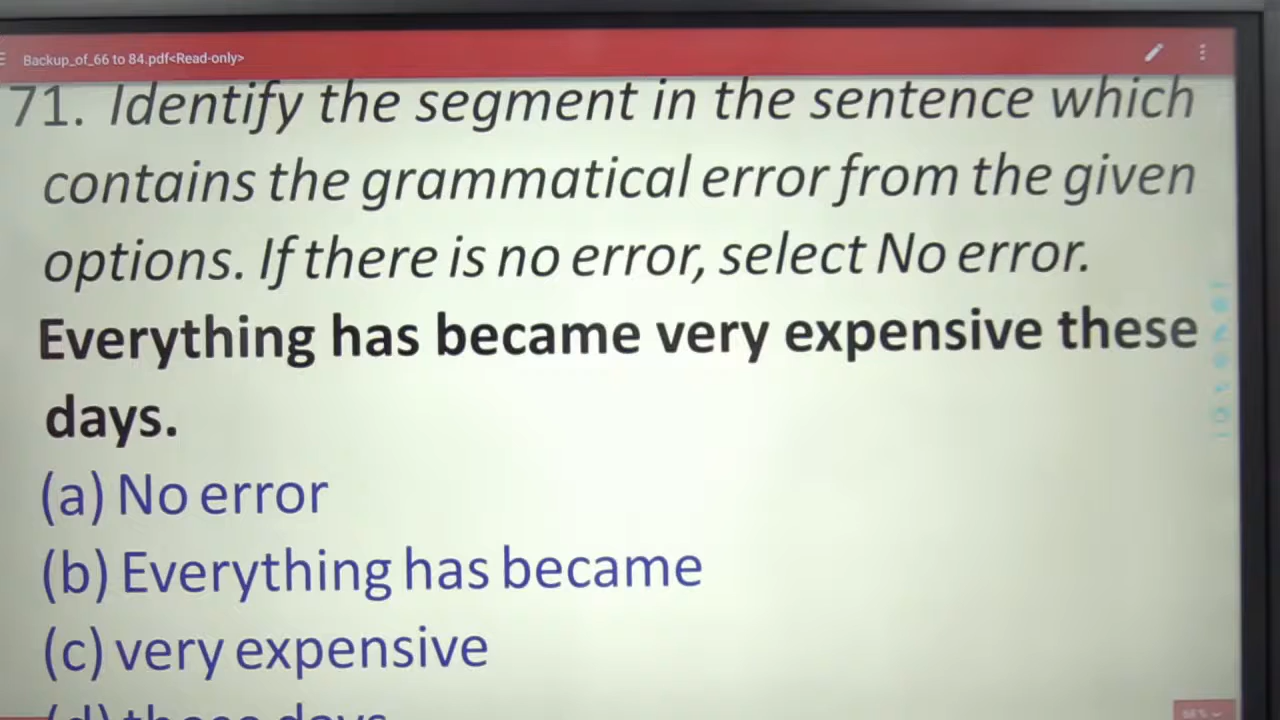 Backup_of_66 to 84.pdf<Read-only>
71. Identify the segment in the sentence which
contains the grammatical error from the given
options. If there is no error, select No error.
Everything has became very expensive these
days.
(a) No error
(b) Everything has became
(c) very expensive
(d) these days